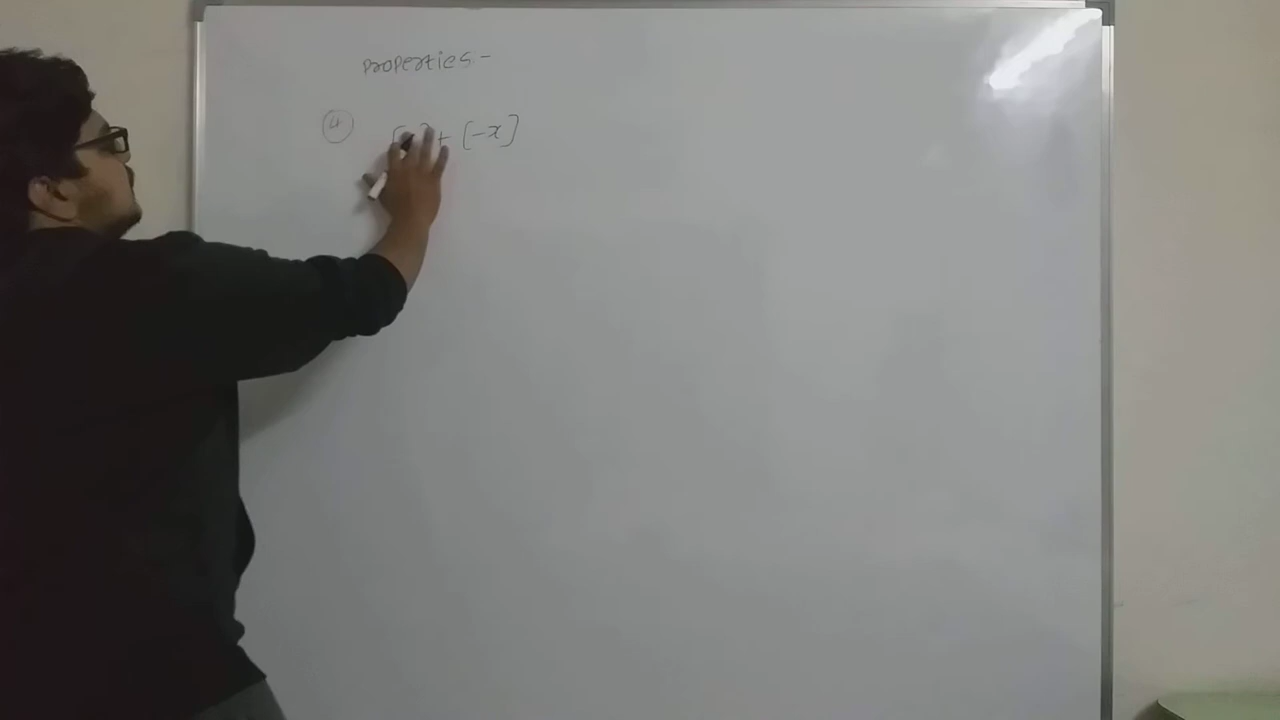 Properties -
4 [ ] + [-x]